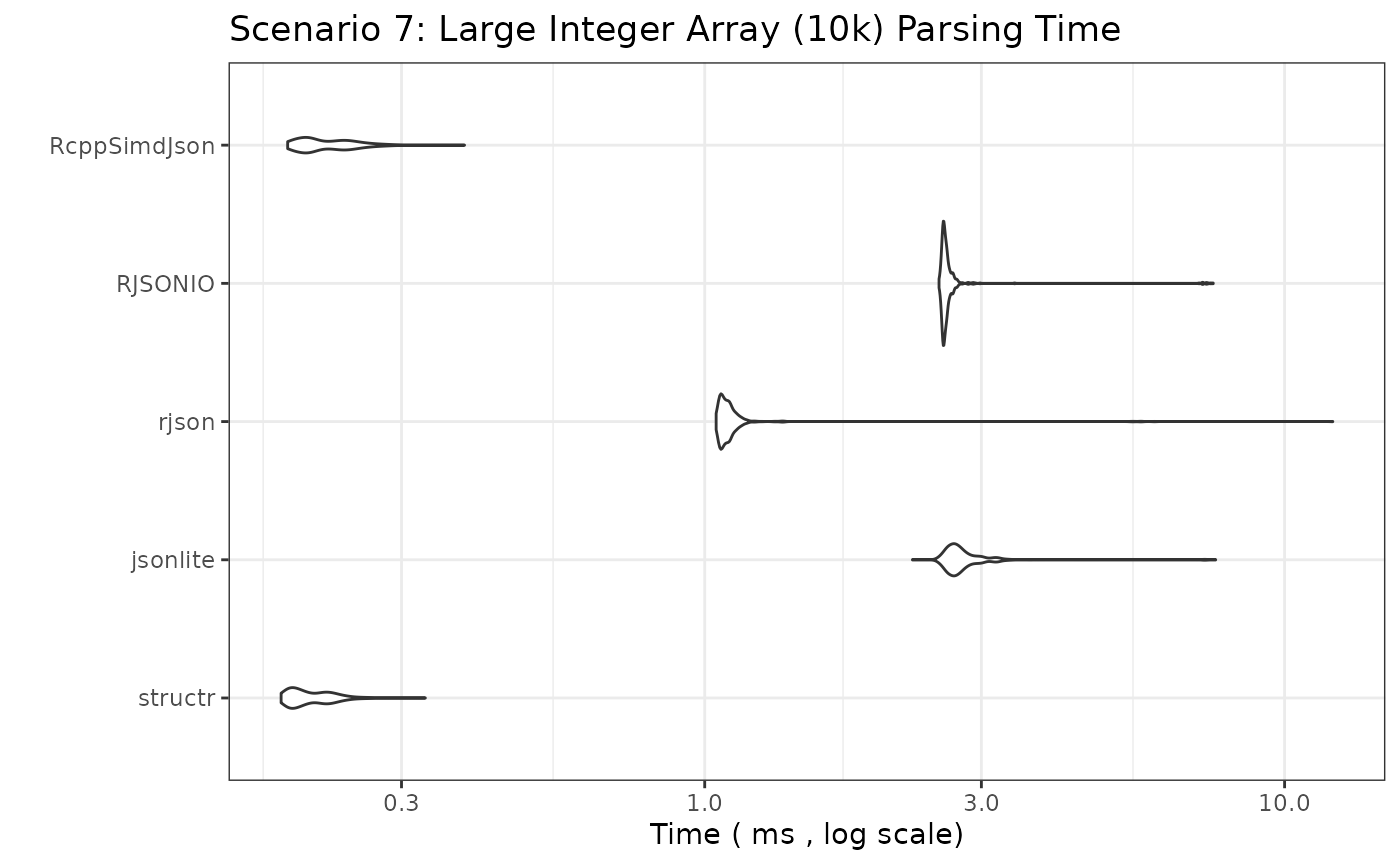 Scenario 7: Large Integer Array (10k) Parsing Time
RcppSimdJson
RJSONIO
rjson
jsonlite
structr
0.3
1.0
3.0
10.0
Time ( ms , log scale)